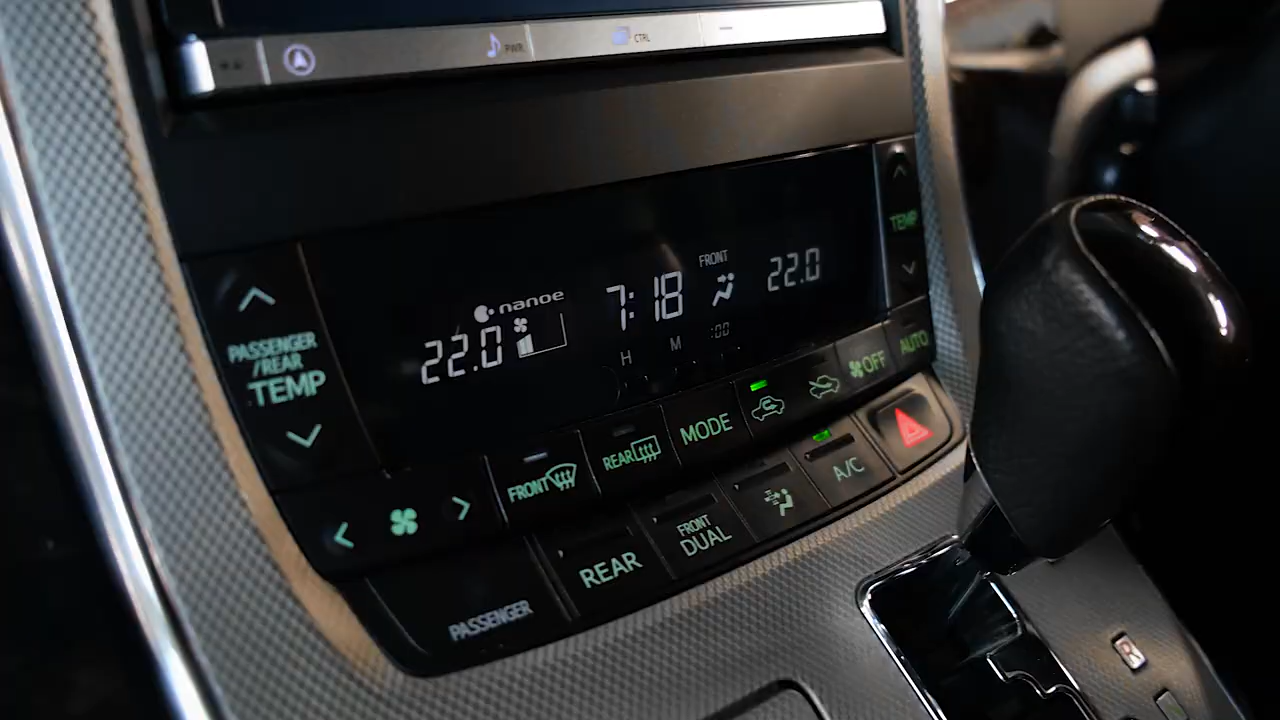 PWR
CTRL
nanoe
22.0
7:18
FRONT
22.0
H
M
:00
TEMP
PASSENGER
/REAR
TEMP
FRONT
REAR
MODE
OFF
AUTO
PASSENGER
REAR
FRONT
DUAL
A/C
R